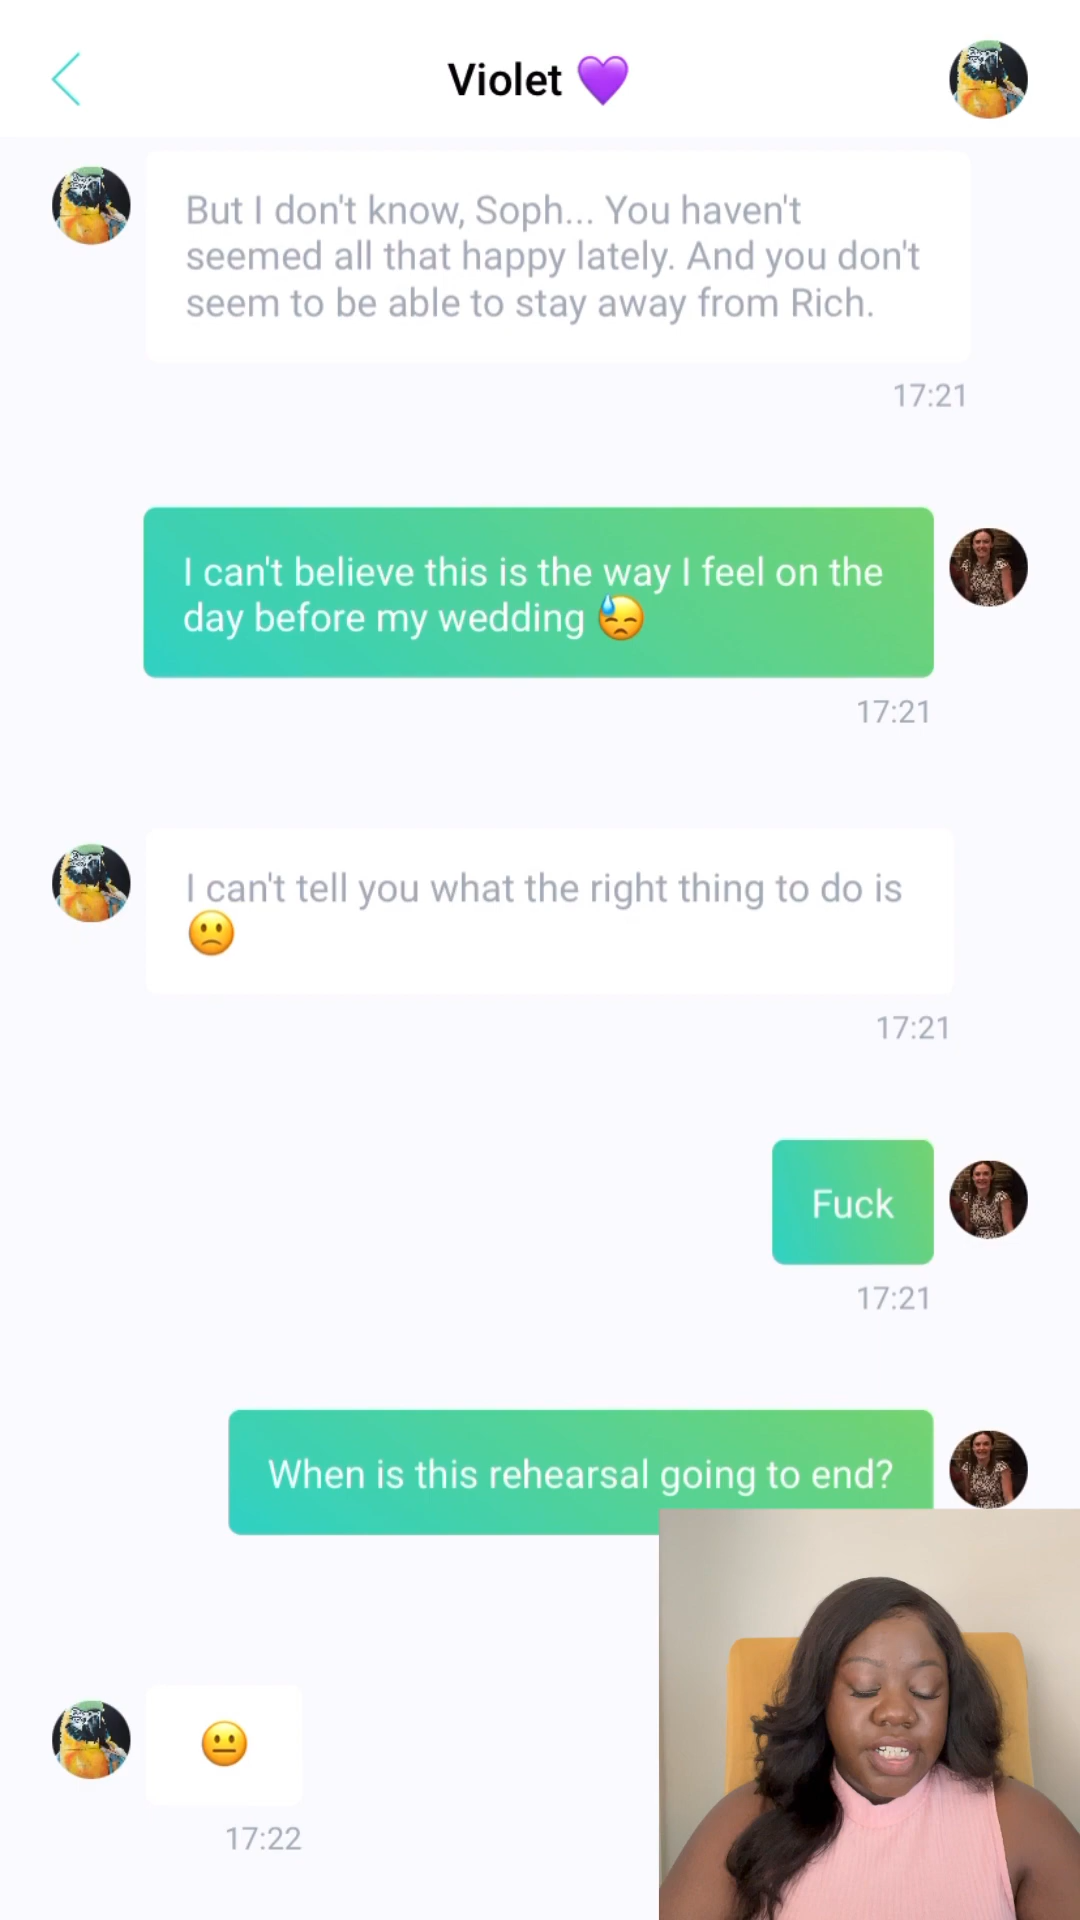 Violet 💜
But I don't know, Soph... You haven't
seemed all that happy lately. And you don't
seem to be able to stay away from Rich.
17:21
I can't believe this is the way I feel on the
day before my wedding 😓
17:21
I can't tell you what the right thing to do is
🙁
17:21
Fuck
17:21
When is this rehearsal going to end?
😐
17:22